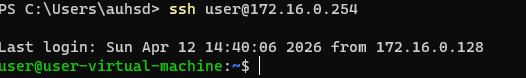 PS C:\Users\auhsd> ssh user@172.16.0.254
Last login: Sun Apr 12 14:40:06 2026 from 172.16.0.128
user@user-virtual-machine:~$